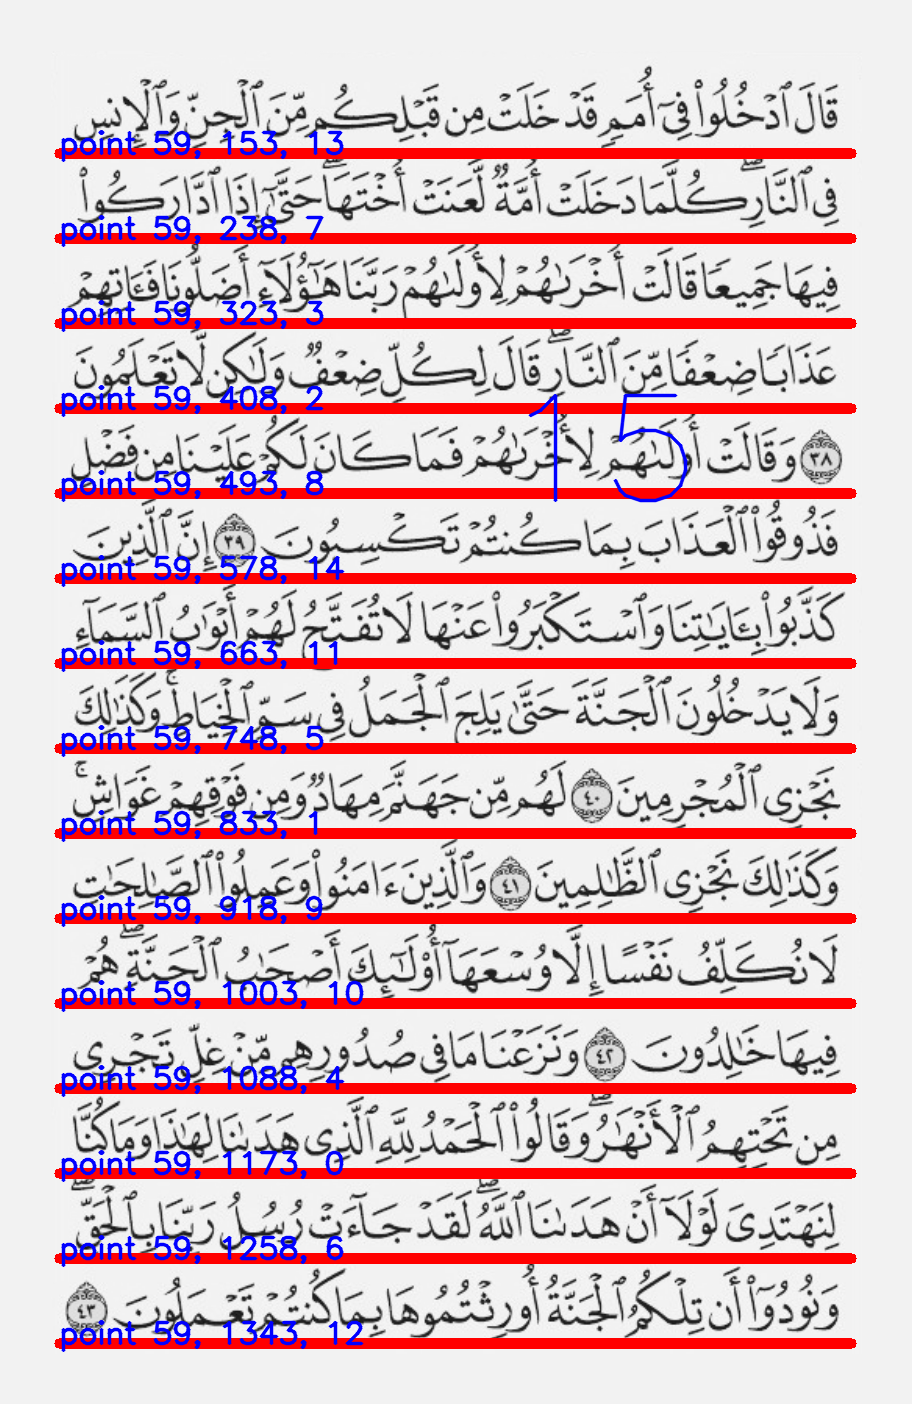 قَالَ ٱدْخُلُوا۟ فِىٓ أُمَمٍ قَدْ خَلَتْ مِن قَبْلِكُم مِّنَ ٱلْجِنِّ وَٱلْإِنسِ
point 59, 153, 13
فِى ٱلنَّارِ ۖ كُلَّمَا دَخَلَتْ أُمَّةٌ لَّعَنَتْ أُخْتَهَا ۖ حَتَّىٰٓ إِذَا ٱدَّارَكُوا۟
point 59, 238, 7
فِيهَا جَمِيعًا قَالَتْ أُخْرَىٰهُمْ لِأُولَىٰهُمْ رَبَّنَا هَٰٓؤُلَآءِ أَضَلُّونَا فَـَٔاتِهِمْ
point 59, 323, 3
عَذَابًا ضِعْفًا مِّنَ ٱلنَّارِ ۖ قَالَ لِكُلٍّ ضِعْفٌ وَلَٰكِن لَّا تَعْلَمُونَ
point 59, 408, 2
15
٣٨ وَقَالَتْ أُولَىٰهُمْ لِأُخْرَىٰهُمْ فَمَا كَانَ لَكُمْ عَلَيْنَا مِن فَضْلٍ
point 59, 493, 8
فَذُوقُوا۟ ٱلْعَذَابَ بِمَا كُنتُمْ تَكْسِبُونَ ٣٩ إِنَّ ٱلَّذِينَ
point 59, 578, 14
كَذَّبُوا۟ بِـَٔايَٰتِنَا وَٱسْتَكْبَرُوا۟ عَنْهَا لَا تُفَتَّحُ لَهُمْ أَبْوَٰبُ ٱلسَّمَآءِ
point 59, 663, 11
وَلَا يَدْخُلُونَ ٱلْجَنَّةَ حَتَّىٰ يَلِجَ ٱلْجَمَلُ فِى سَمِّ ٱلْخِيَاطِ ۚ وَكَذَٰلِكَ
point 59, 748, 5
نَجْزِى ٱلْمُجْرِمِينَ ٤٠ لَهُم مِّن جَهَنَّمَ مِهَادٌ وَمِن فَوْقِهِمْ غَوَاشٍ ۚ
point 59, 833, 1
وَكَذَٰلِكَ نَجْزِى ٱلظَّٰلِمِينَ ٤١ وَٱلَّذِينَ ءَامَنُوا۟ وَعَمِلُوا۟ ٱلصَّٰلِحَٰتِ
point 59, 918, 9
لَا نُكَلِّفُ نَفْسًا إِلَّا وُسْعَهَآ أُو۟لَٰٓئِكَ أَصْحَٰبُ ٱلْجَنَّةِ ۖ هُمْ
point 59, 1003, 10
فِيهَا خَٰلِدُونَ ٤٢ وَنَزَعْنَا مَا فِى صُدُورِهِم مِّنْ غِلٍّ تَجْرِى
point 59, 1088, 4
مِن تَحْتِهِمُ ٱلْأَنْهَٰرُ ۖ وَقَالُوا۟ ٱلْحَمْدُ لِلَّهِ ٱلَّذِى هَدَىٰنَا لِهَٰذَا وَمَا كُنَّا
point 59, 1173, 0
لِنَهْتَدِىَ لَوْلَآ أَنْ هَدَىٰنَا ٱللَّهُ ۖ لَقَدْ جَآءَتْ رُسُلُ رَبِّنَا بِٱلْحَقِّ ۖ
point 59, 1258, 6
وَنُودُوٓا۟ أَن تِلْكُمُ ٱلْجَنَّةُ أُورِثْتُمُوهَا بِمَا كُنتُمْ تَعْمَلُونَ ٤٣
point 59, 1343, 12